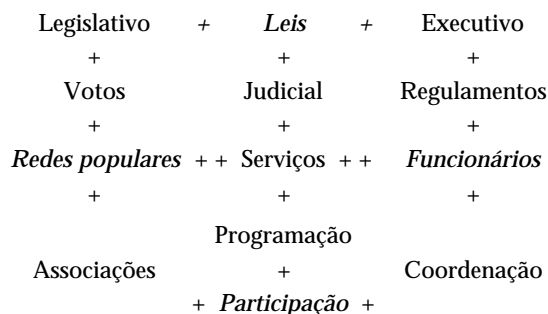 Legislativo + Leis + Executivo
+ + +
Votos Judicial Regulamentos
+ + +
Redes populares + + Serviços + + Funcionários
+ + +
Programação
Associações + Coordenação
+ Participação +